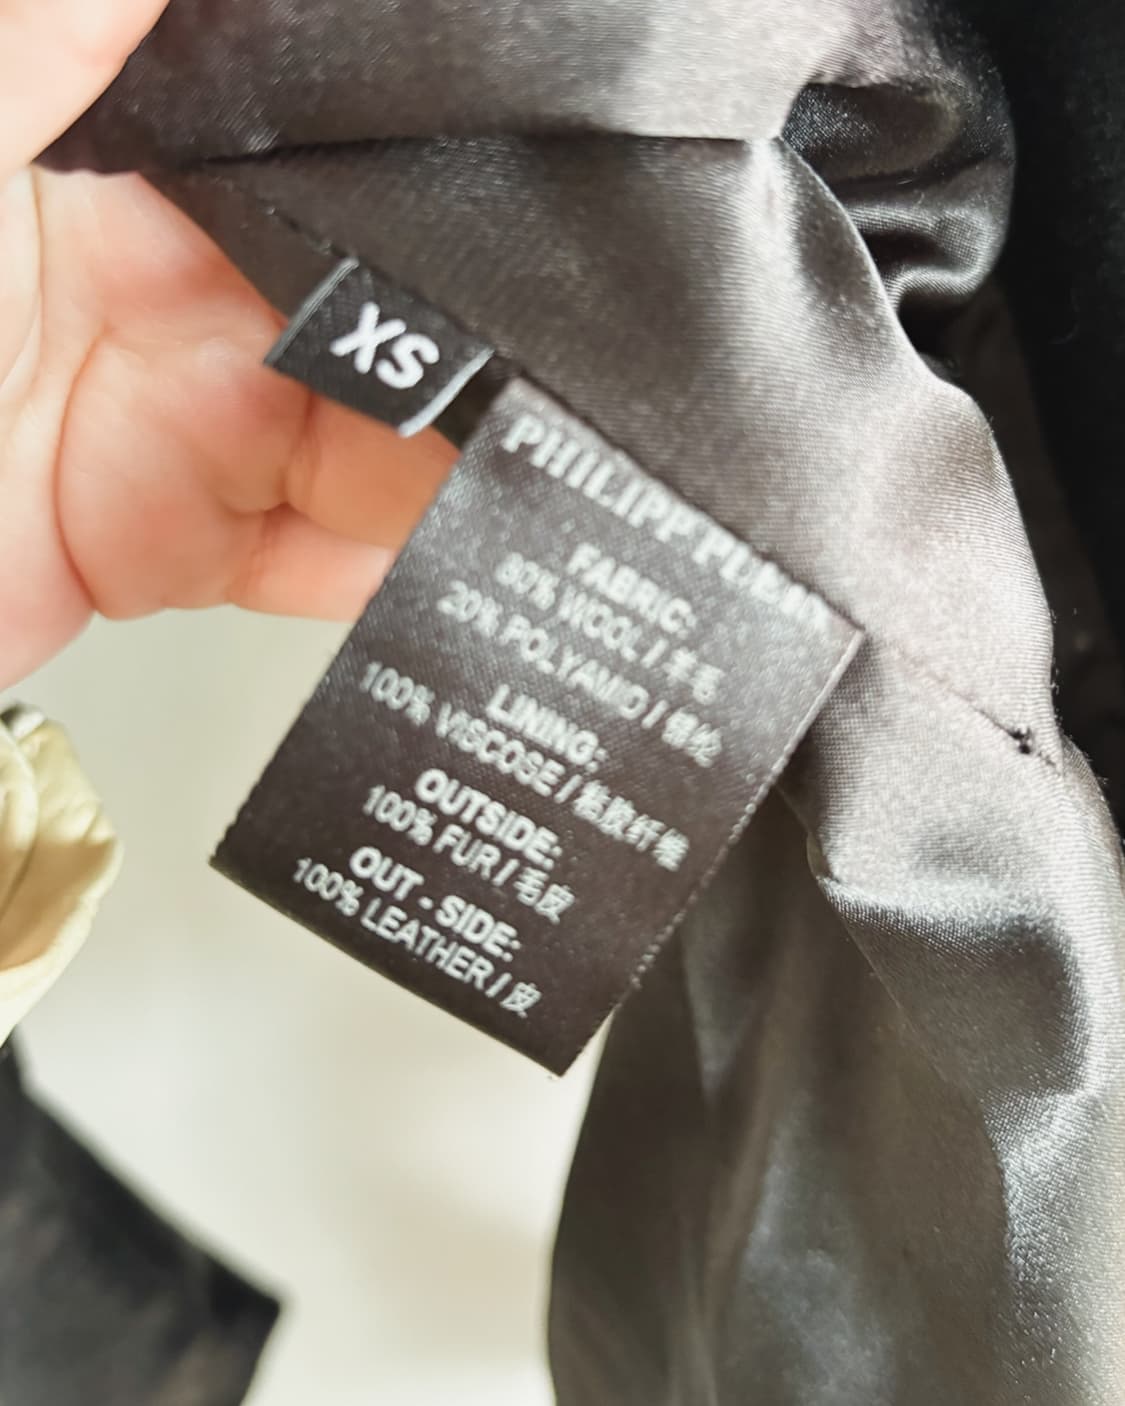 XS
PHILIPP PLEIN
FABRIC:
80% WOOL / 羊毛
20% POLYAMID / 锦纶
LINING:
100% VISCOSE / 粘胶纤维
OUTSIDE:
100% FUR / 毛皮
OUT - SIDE:
100% LEATHER / 皮